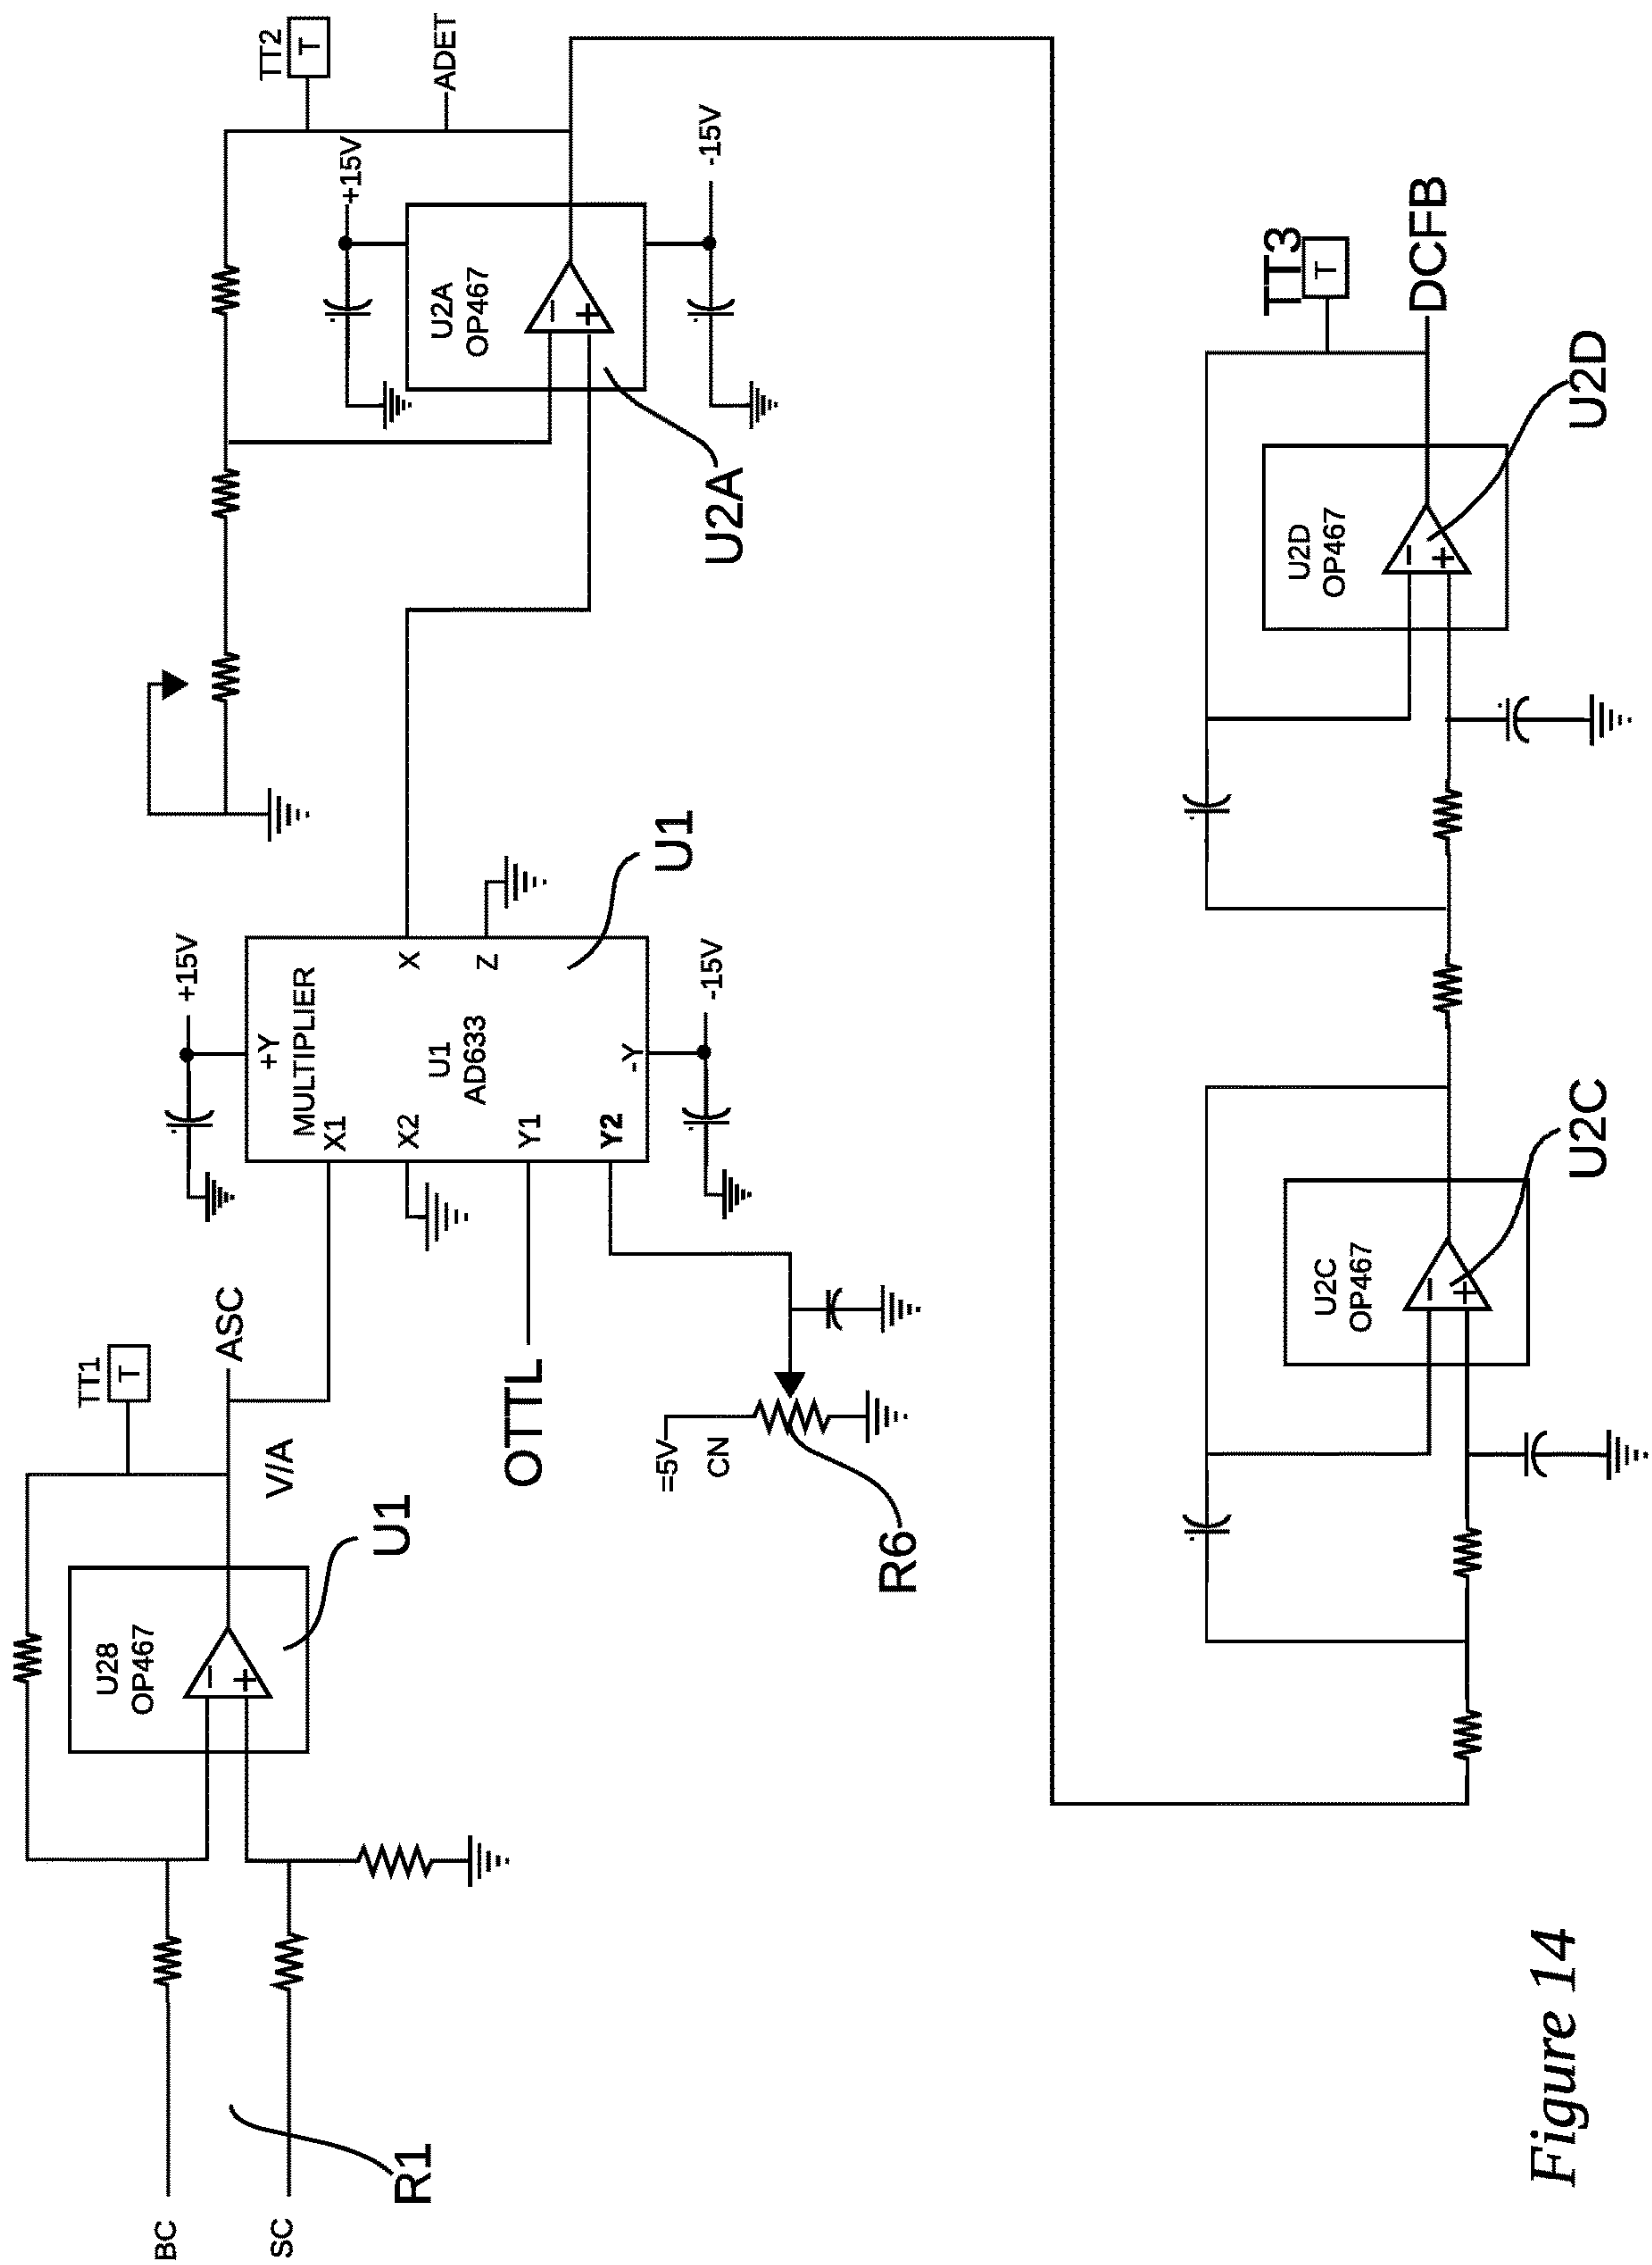 BC
SC
R1
U28
OP467
−
+
U1
TT1
T
V/A
ASC
OTTL
=5V
CN
R6
+15V
+Y
MULTIPLIER
X1
X2
Y1
Y2
U1
AD633
X
Z
-Y
-15V
U1
+15V
U2A
OP467
−
+
-15V
U2A
TT2
T
ADET
U2C
OP467
−
+
U2C
U2D
OP467
−
+
U2D
TT3
T
DCFB
Figure 14